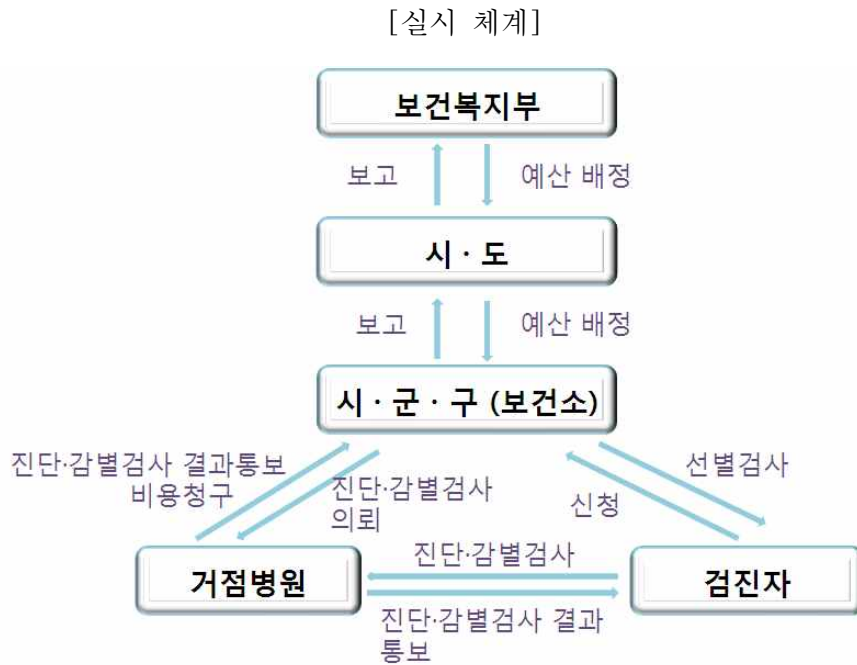 [실시 체계]
보건복지부
보고
예산 배정
시·도
보고
예산 배정
시·군·구 (보건소)
진단·감별검사 결과통보
비용청구
진단·감별검사
의뢰
신청
선별검사
거점병원
진단·감별검사
검진자
진단·감별검사 결과
통보